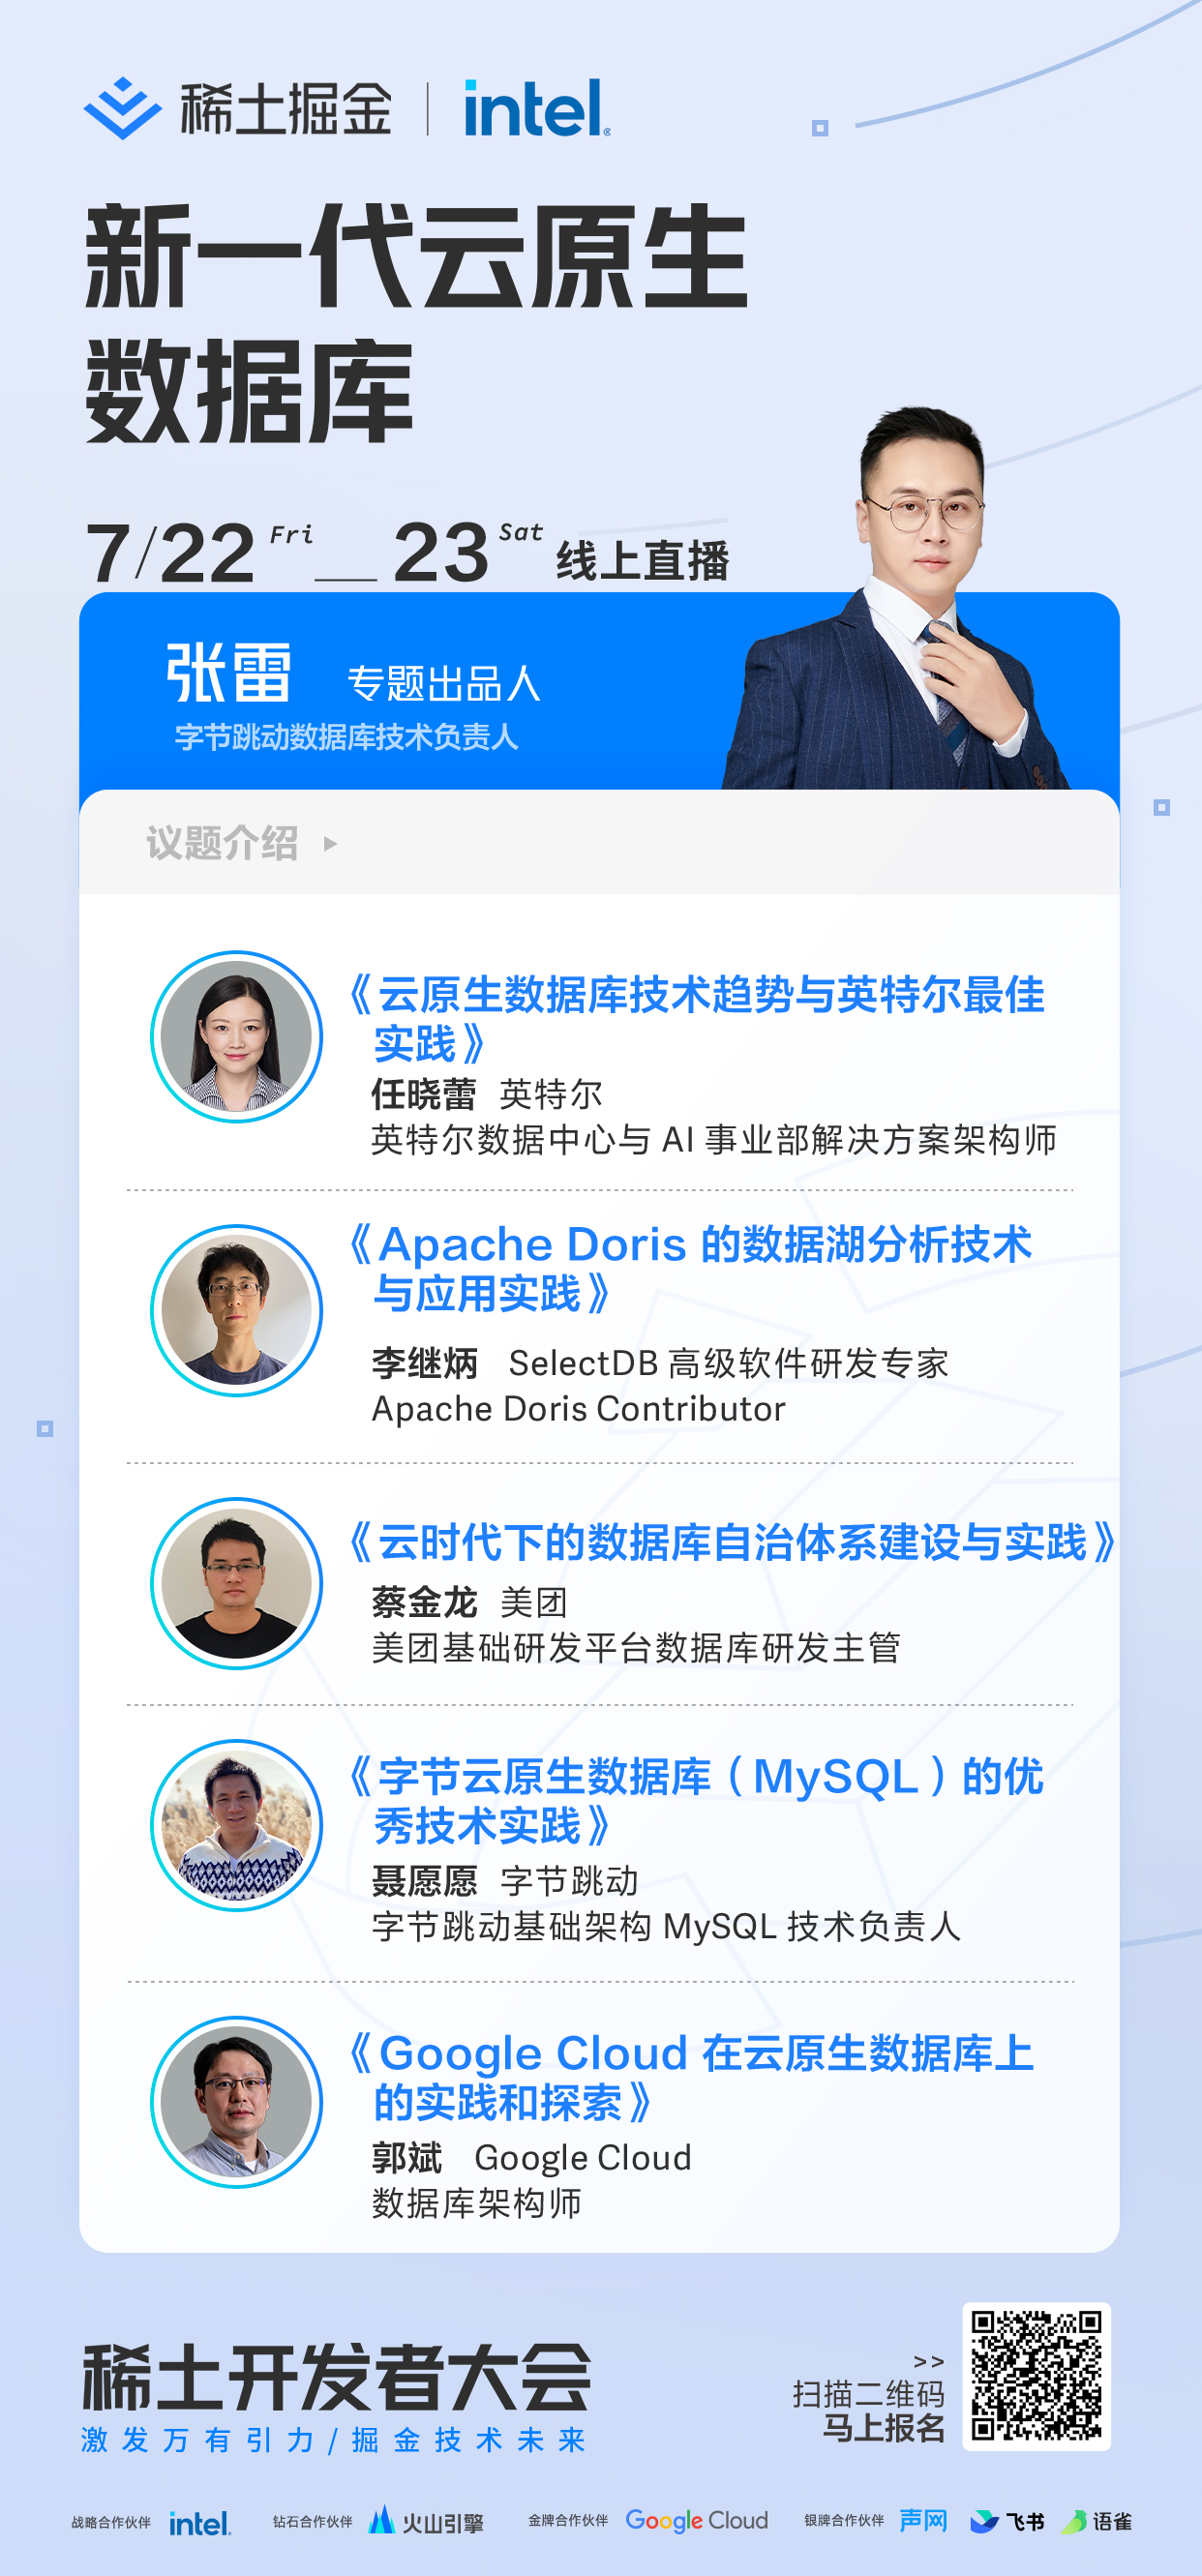 稀土掘金 | intel
新一代云原生
数据库
7/22 Fri __ 23 Sat 线上直播
张雷 专题出品人
字节跳动数据库技术负责人
议题介绍
《云原生数据库技术趋势与英特尔最佳
实践》
任晓蕾 英特尔
英特尔数据中心与 AI 事业部解决方案架构师
《Apache Doris 的数据湖分析技术
与应用实践》
李继炳 SelectDB 高级软件研发专家
Apache Doris Contributor
《云时代下的数据库自治体系建设与实践》
蔡金龙 美团
美团基础研发平台数据库研发主管
《字节云原生数据库（MySQL）的优
秀技术实践》
聂愿愿 字节跳动
字节跳动基础架构 MySQL 技术负责人
《Google Cloud 在云原生数据库上
的实践和探索》
郭斌 Google Cloud
数据库架构师
稀土开发者大会
激发万有引力/掘金技术未来
>>
扫描二维码
马上报名
战略合作伙伴 intel. 钻石合作伙伴 火山引擎 金牌合作伙伴 Google Cloud 银牌合作伙伴 声网 飞书 语雀